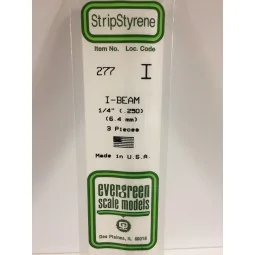 StripStyrene
Item No. Loc. Code
277 I
I-BEAM
1/4" (.250)
(6.4 mm)
3 Pieces
Made in U.S.A.
evergreen
scale models
Des Plaines, IL 60018